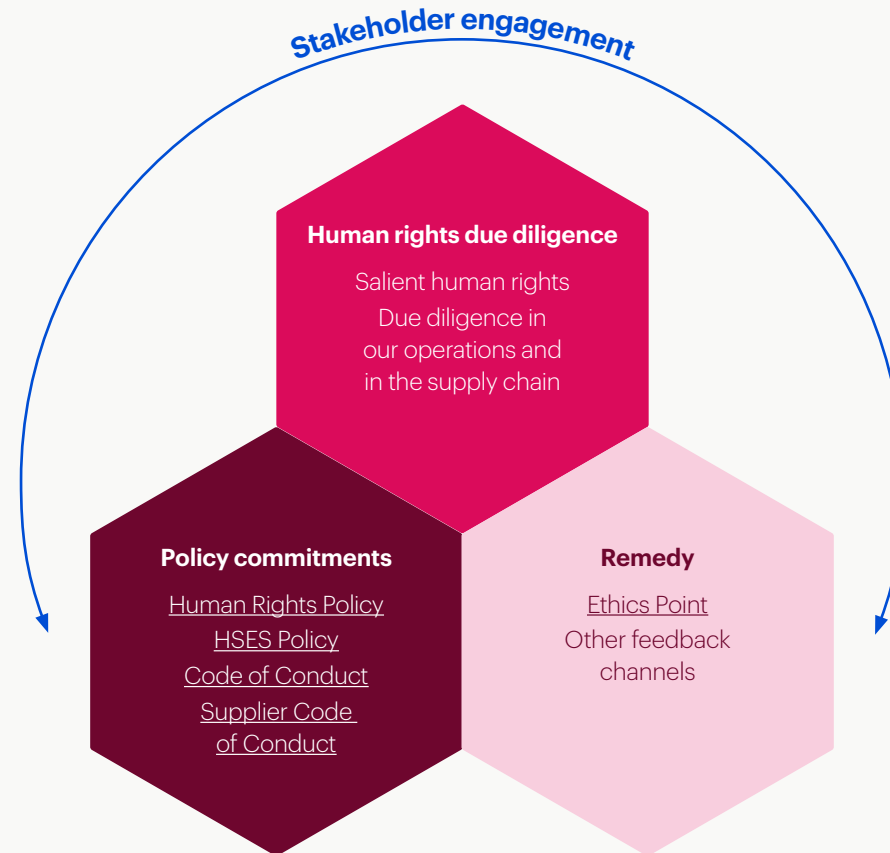 Stakeholder engagement
Human rights due diligence
Salient human rights
Due diligence in
our operations and
in the supply chain
Policy commitments
Human Rights Policy
HSES Policy
Code of Conduct
Supplier Code
of Conduct
Remedy
Ethics Point
Other feedback
channels